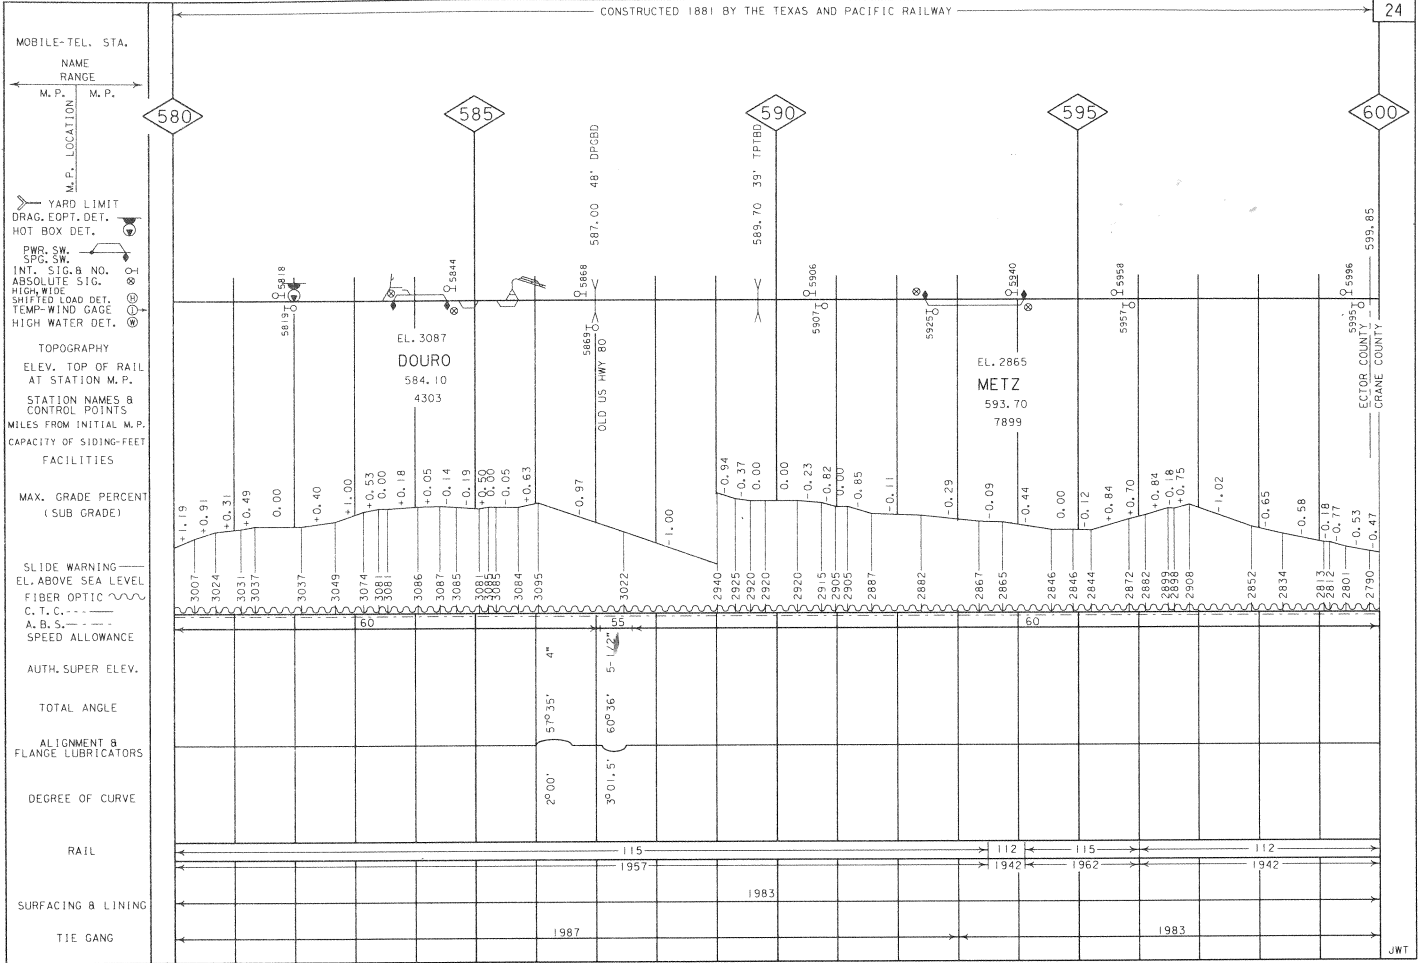 CONSTRUCTED 1881 BY THE TEXAS AND PACIFIC RAILWAY
24
MOBILE-TEL. STA.
NAME
RANGE
M.P. M.P.
M.P. LOCATION
580
585
590
595
600
587.00 48' DPGBD
589.70 39' TPTBD
599.85
YARD LIMIT
DRAG. EQPT. DET.
HOT BOX DET.
PWR. SW.
SPG. SW.
INT. SIG. & NO.
ABSOLUTE SIG.
HIGH, WIDE
SHIFTED LOAD DET. H
TEMP-WIND GAGE
HIGH WATER DET. W
5818
5819
5844
5868
5869
5906
5907
5925
5940
5958
5957
5996
5995
TOPOGRAPHY
ELEV. TOP OF RAIL
AT STATION M.P.
STATION NAMES &
CONTROL POINTS
MILES FROM INITIAL M.P.
CAPACITY OF SIDING-FEET
FACILITIES
EL. 3087
DOURO
584.10
4303
OLD US HWY 80
EL. 2865
METZ
593.70
7899
ECTOR COUNTY
CRANE COUNTY
MAX. GRADE PERCENT
(SUB GRADE)
+1.19 +0.91 +0.31 +0.49 0.00 +0.40 +1.00 +0.53 0.00 +0.18 +0.05 -0.14 -0.19 +0.50 0.00 -0.05 +0.63 -0.97 -1.00 -0.94 -0.37 0.00 0.00 -0.23 -0.82 0.00 -0.85 -0.11 -0.29 -0.09 -0.44 0.00 -0.12 +0.84 +0.70 +0.84 -0.18 +0.75 -1.02 -0.65 -0.58 -0.18 -0.77 -0.53 -0.47
SLIDE WARNING
EL. ABOVE SEA LEVEL
3007 3024 3031 3037 3037 3049 3074 3081 3081 3086 3087 3085 3081 3085 3085 3084 3095 3022 2940 2925 2920 2920 2920 2915 2905 2905 2887 2882 2867 2865 2846 2846 2844 2872 2882 2899 2898 2908 2852 2834 2813 2812 2801 2790
FIBER OPTIC
C.T.C.
A.B.S.
SPEED ALLOWANCE
60 55 60
AUTH. SUPER ELEV.
4" 5-1/2"
TOTAL ANGLE
57°35' 60°36'
ALIGNMENT &
FLANGE LUBRICATORS
DEGREE OF CURVE
2°00' 3°01.5'
RAIL
115 112 115 112
1957 1942 1962 1942
SURFACING & LINING
1983
TIE GANG
1987 1983
JWT